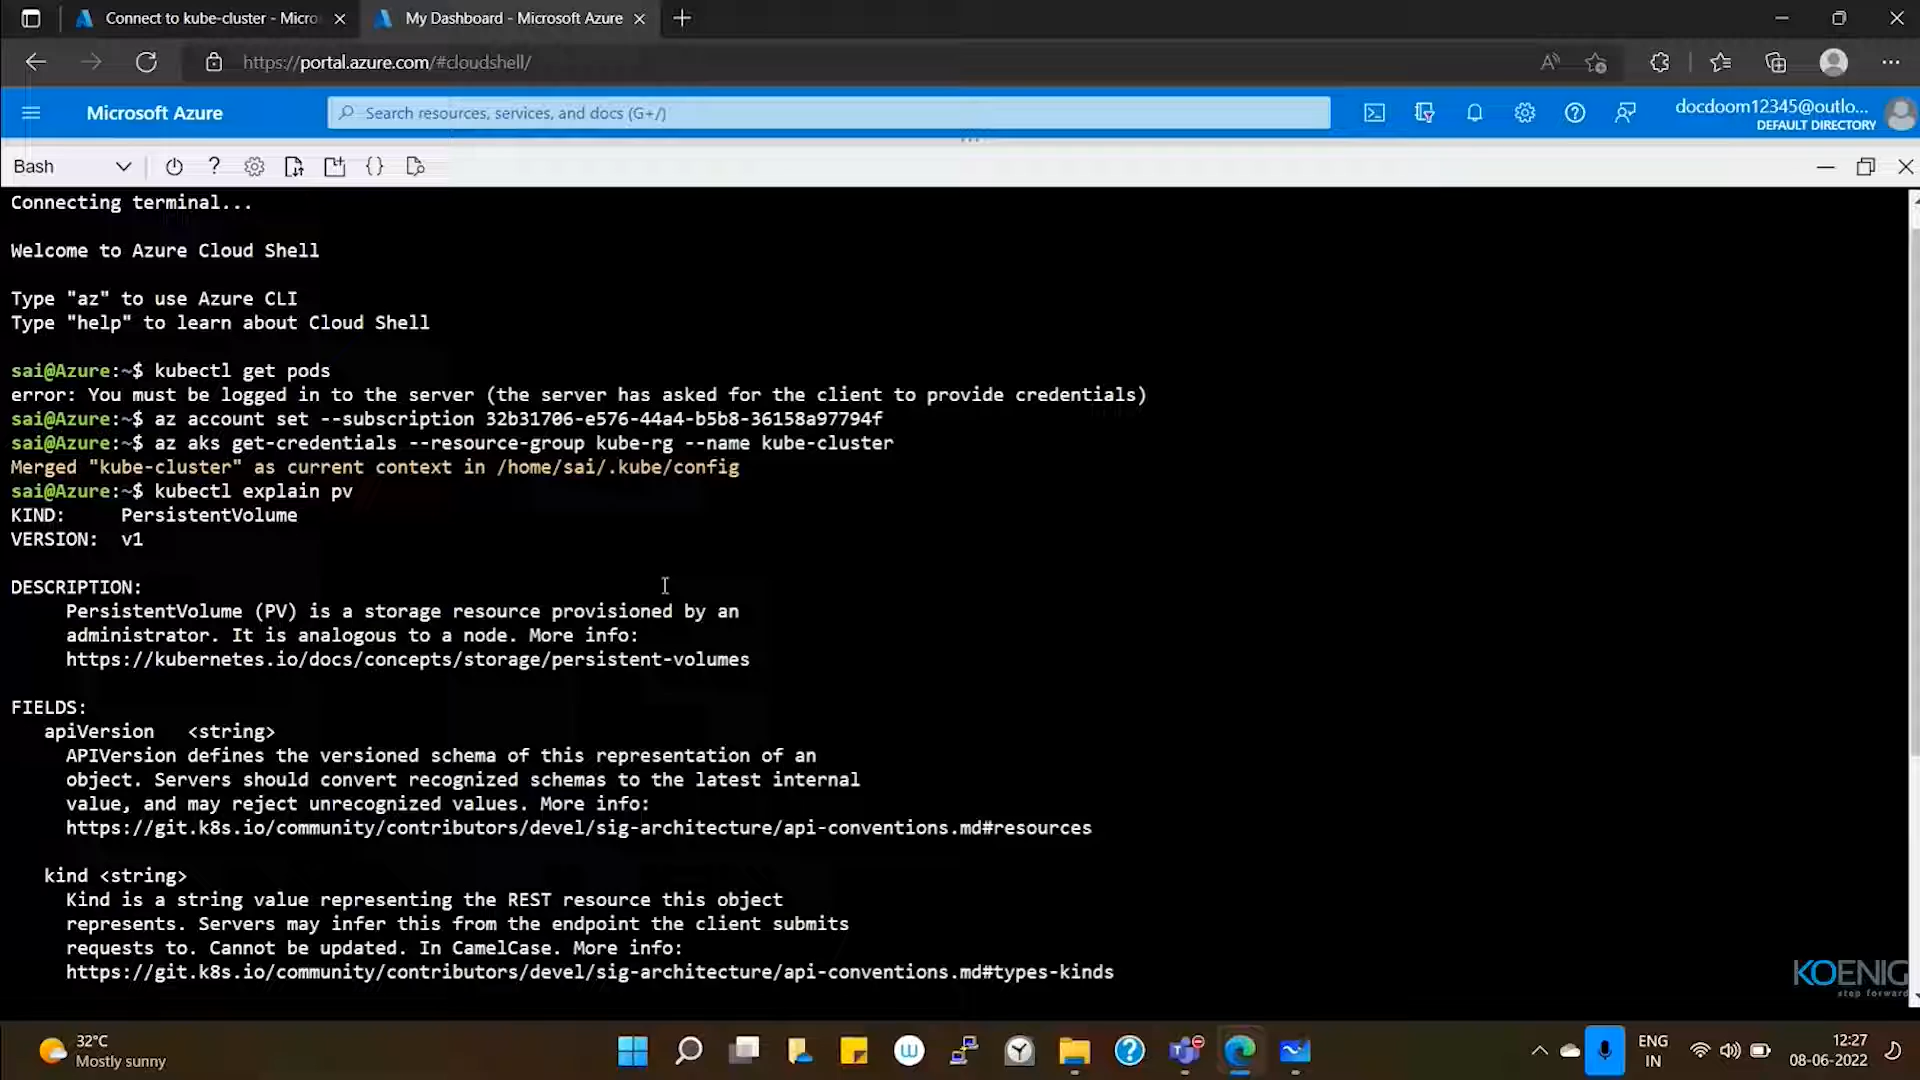 Connect to kube-cluster - Micro
My Dashboard - Microsoft Azure
https://portal.azure.com/#cloudshell/
Microsoft Azure
Search resources, services, and docs (G+/)
docdoom12345@outlo...
DEFAULT DIRECTORY
Bash
Connecting terminal...
Welcome to Azure Cloud Shell
Type "az" to use Azure CLI
Type "help" to learn about Cloud Shell
sai@Azure:~$ kubectl get pods
error: You must be logged in to the server (the server has asked for the client to provide credentials)
sai@Azure:~$ az account set --subscription 32b31706-e576-44a4-b5b8-36158a97794f
sai@Azure:~$ az aks get-credentials --resource-group kube-rg --name kube-cluster
Merged "kube-cluster" as current context in /home/sai/.kube/config
sai@Azure:~$ kubectl explain pv
KIND:     PersistentVolume
VERSION:  v1
DESCRIPTION:
PersistentVolume (PV) is a storage resource provisioned by an
administrator. It is analogous to a node. More info:
https://kubernetes.io/docs/concepts/storage/persistent-volumes
FIELDS:
apiVersion   <string>
APIVersion defines the versioned schema of this representation of an
object. Servers should convert recognized schemas to the latest internal
value, and may reject unrecognized values. More info:
https://git.k8s.io/community/contributors/devel/sig-architecture/api-conventions.md#resources
kind <string>
Kind is a string value representing the REST resource this object
represents. Servers may infer this from the endpoint the client submits
requests to. Cannot be updated. In CamelCase. More info:
https://git.k8s.io/community/contributors/devel/sig-architecture/api-conventions.md#types-kinds
KOENIG
step forward
32°C
Mostly sunny
ENG
IN
12:27
08-06-2022